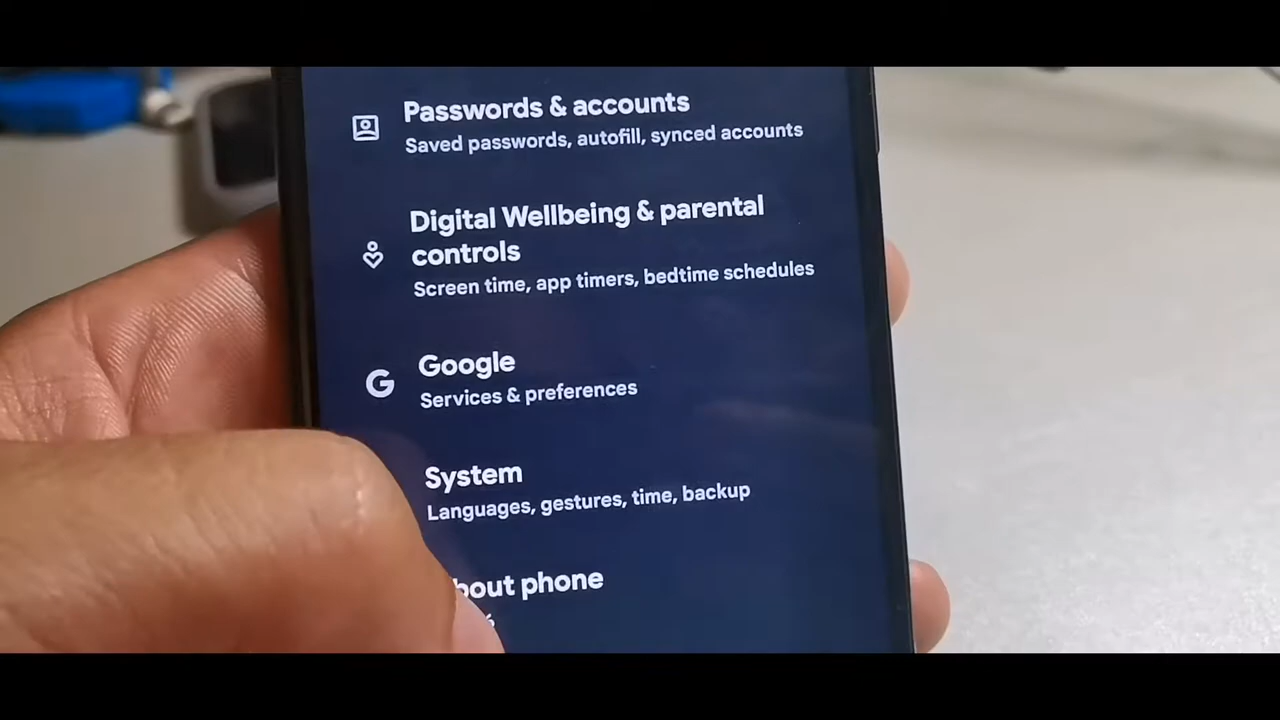 Passwords & accounts
Saved passwords, autofill, synced accounts
Digital Wellbeing & parental
controls
Screen time, app timers, bedtime schedules
Google
Services & preferences
System
Languages, gestures, time, backup
phone